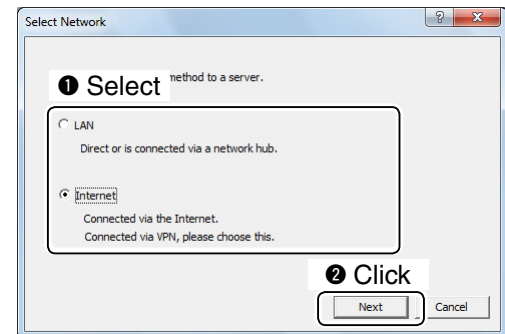 Select Network
method to a server.
❶ Select
LAN
Direct or is connected via a network hub.
Internet
Connected via the Internet.
Connected via VPN, please choose this.
❷ Click
Next
Cancel